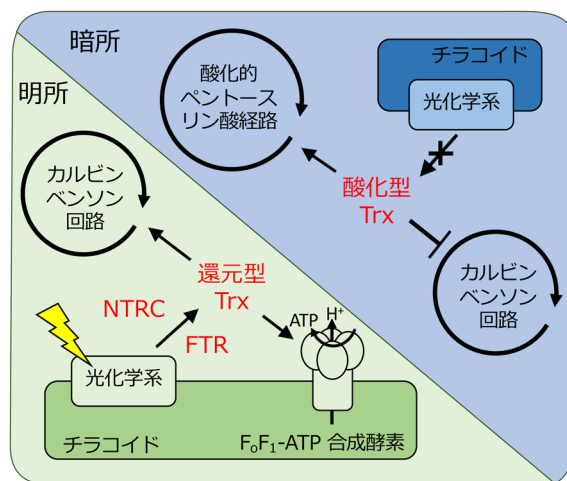 暗所
明所
チラコイド
光化学系
酸化的
ペントース
リン酸経路
酸化型
Trx
カルビン
ベンソン
回路
カルビン
ベンソン
回路
還元型
Trx
NTRC
FTR
ATP
H⁺
光化学系
チラコイド
F₀F₁-ATP 合成酵素